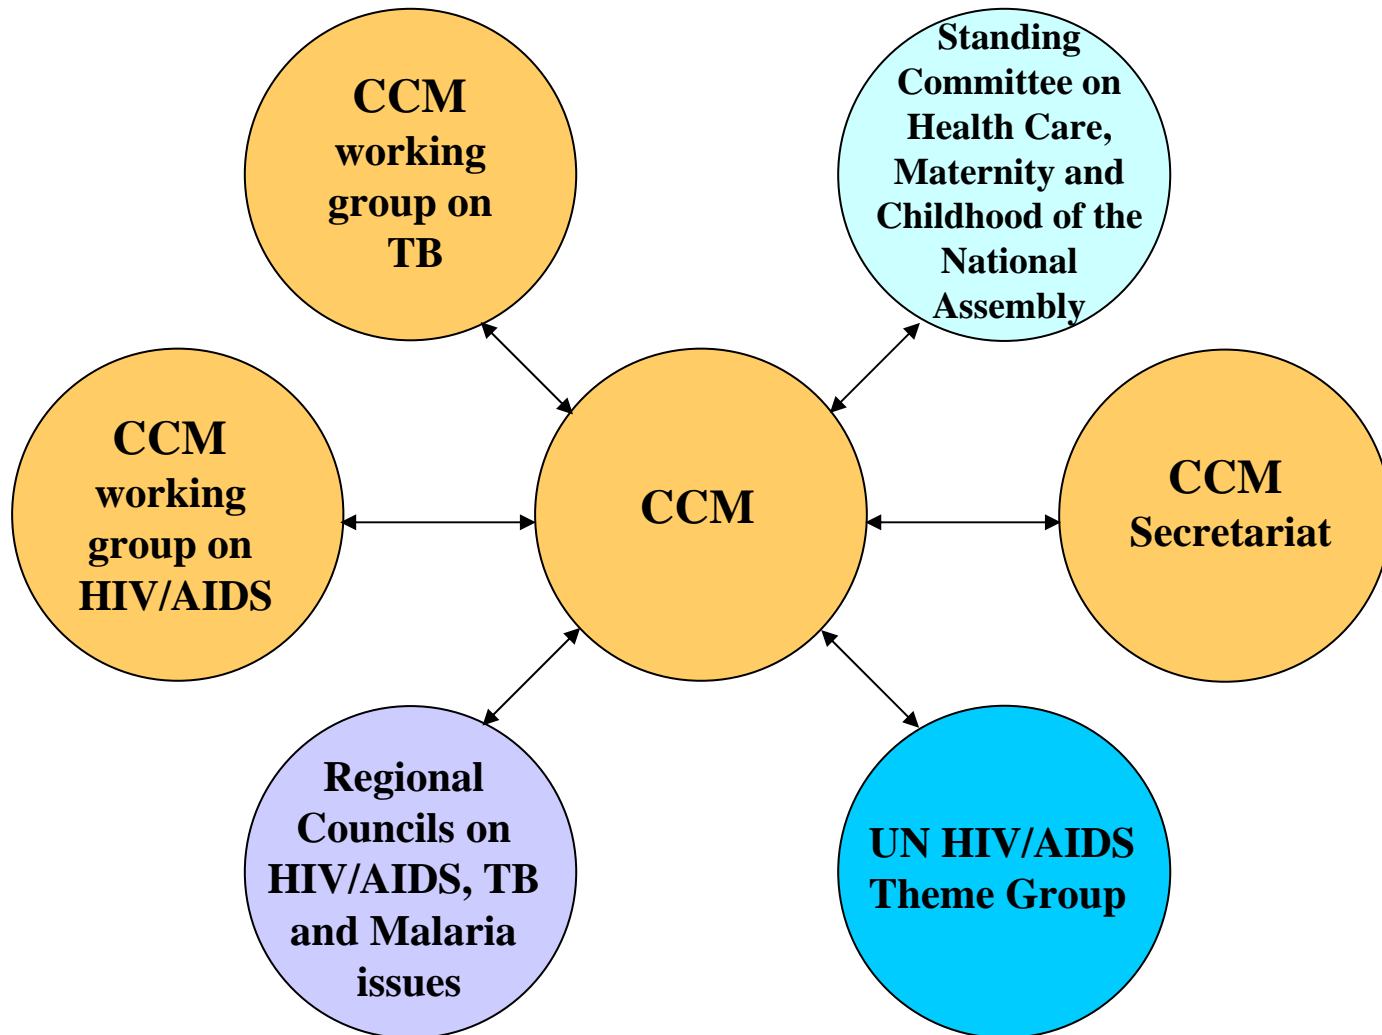 CCM
working
group on
TB
Standing
Committee on
Health Care,
Maternity and
Childhood of the
National
Assembly
CCM
working
group on
HIV/AIDS
CCM
CCM
Secretariat
Regional
Councils on
HIV/AIDS, TB
and Malaria
issues
UN HIV/AIDS
Theme Group